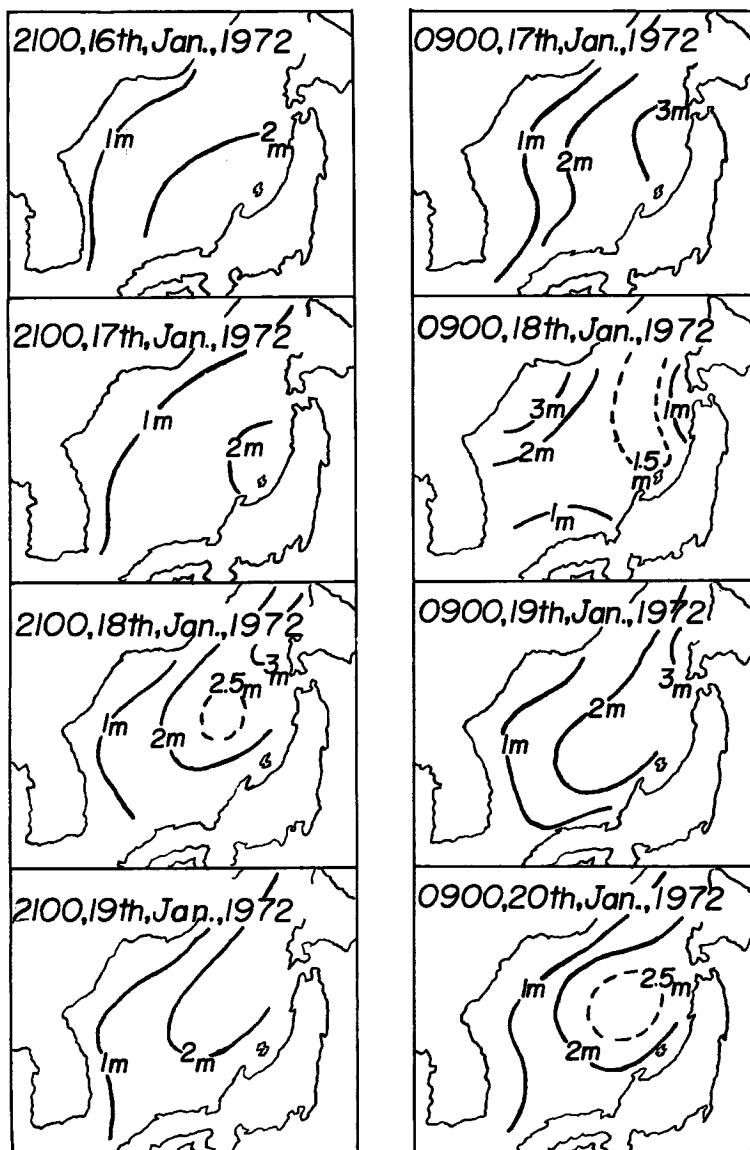 2100,16th,Jan.,1972
1m
2
m
0900,17th,Jan.,1972
1m
2m
3m
2100,17th,Jan.,1972
1m
2m
0900,18th,Jan.,1972
3m
2m
1m
1.5
m
1m
2100,18th,Jan.,1972
3
m
2.5m
1m
2m
0900,19th,Jan.,1972
3m
2m
1m
2100,19th,Jan.,1972
1m
2m
0900,20th,Jan.,1972
2.5m
1m
2m